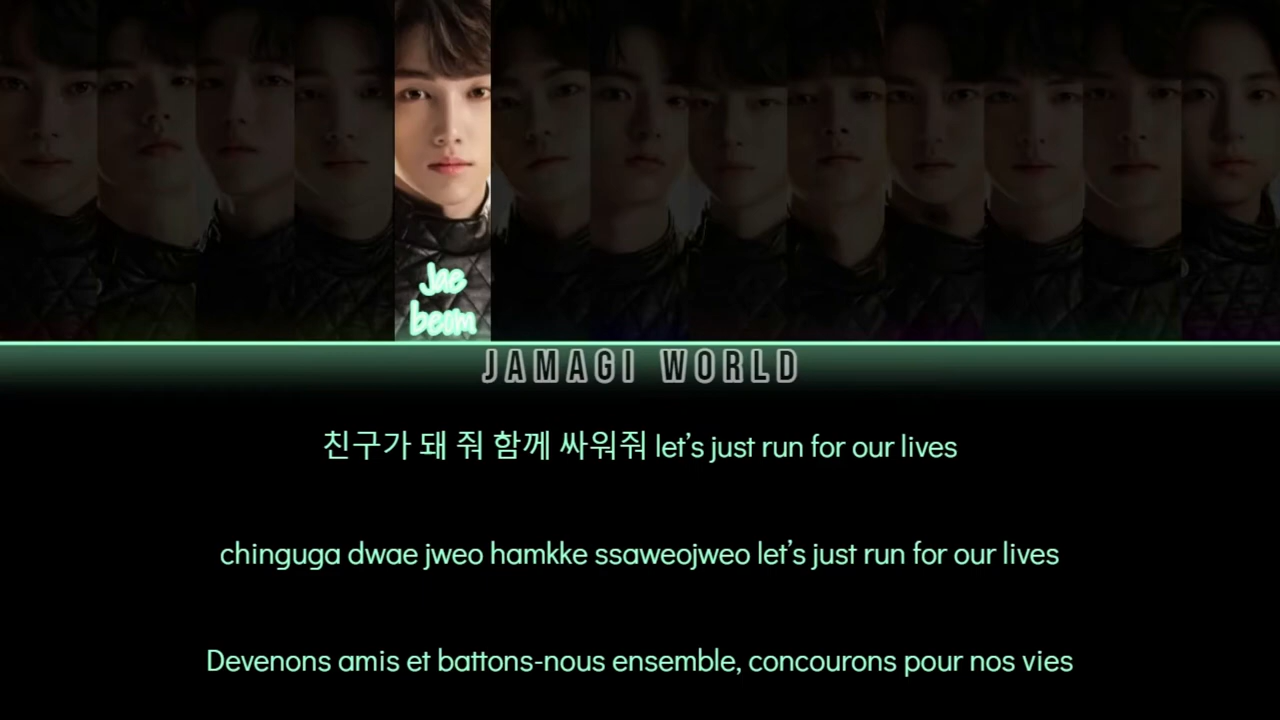 Jae
beom
JAMAGI WORLD
친구가 돼 줘 함께 싸워줘 let’s just run for our lives
chinguga dwae jweo hamkke ssaweojweo let’s just run for our lives
Devenons amis et battons-nous ensemble, concourons pour nos vies